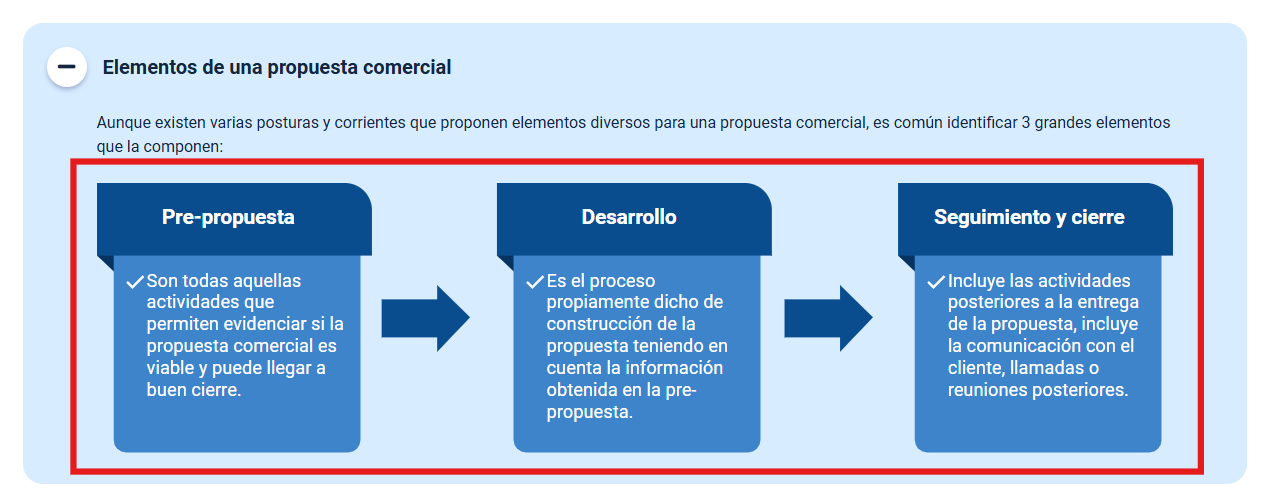 Elementos de una propuesta comercial
Aunque existen varias posturas y corrientes que proponen elementos diversos para una propuesta comercial, es común identificar 3 grandes elementos
que la componen:
Pre-propuesta
Son todas aquellas
actividades que
permiten evidenciar si la
propuesta comercial es
viable y puede llegar a
buen cierre.
Desarrollo
Es el proceso
propiamente dicho de
construcción de la
propuesta teniendo en
cuenta la información
obtenida en la pre-
propuesta.
Seguimiento y cierre
Incluye las actividades
posteriores a la entrega
de la propuesta, incluye
la comunicación con el
cliente, llamadas o
reuniones posteriores.